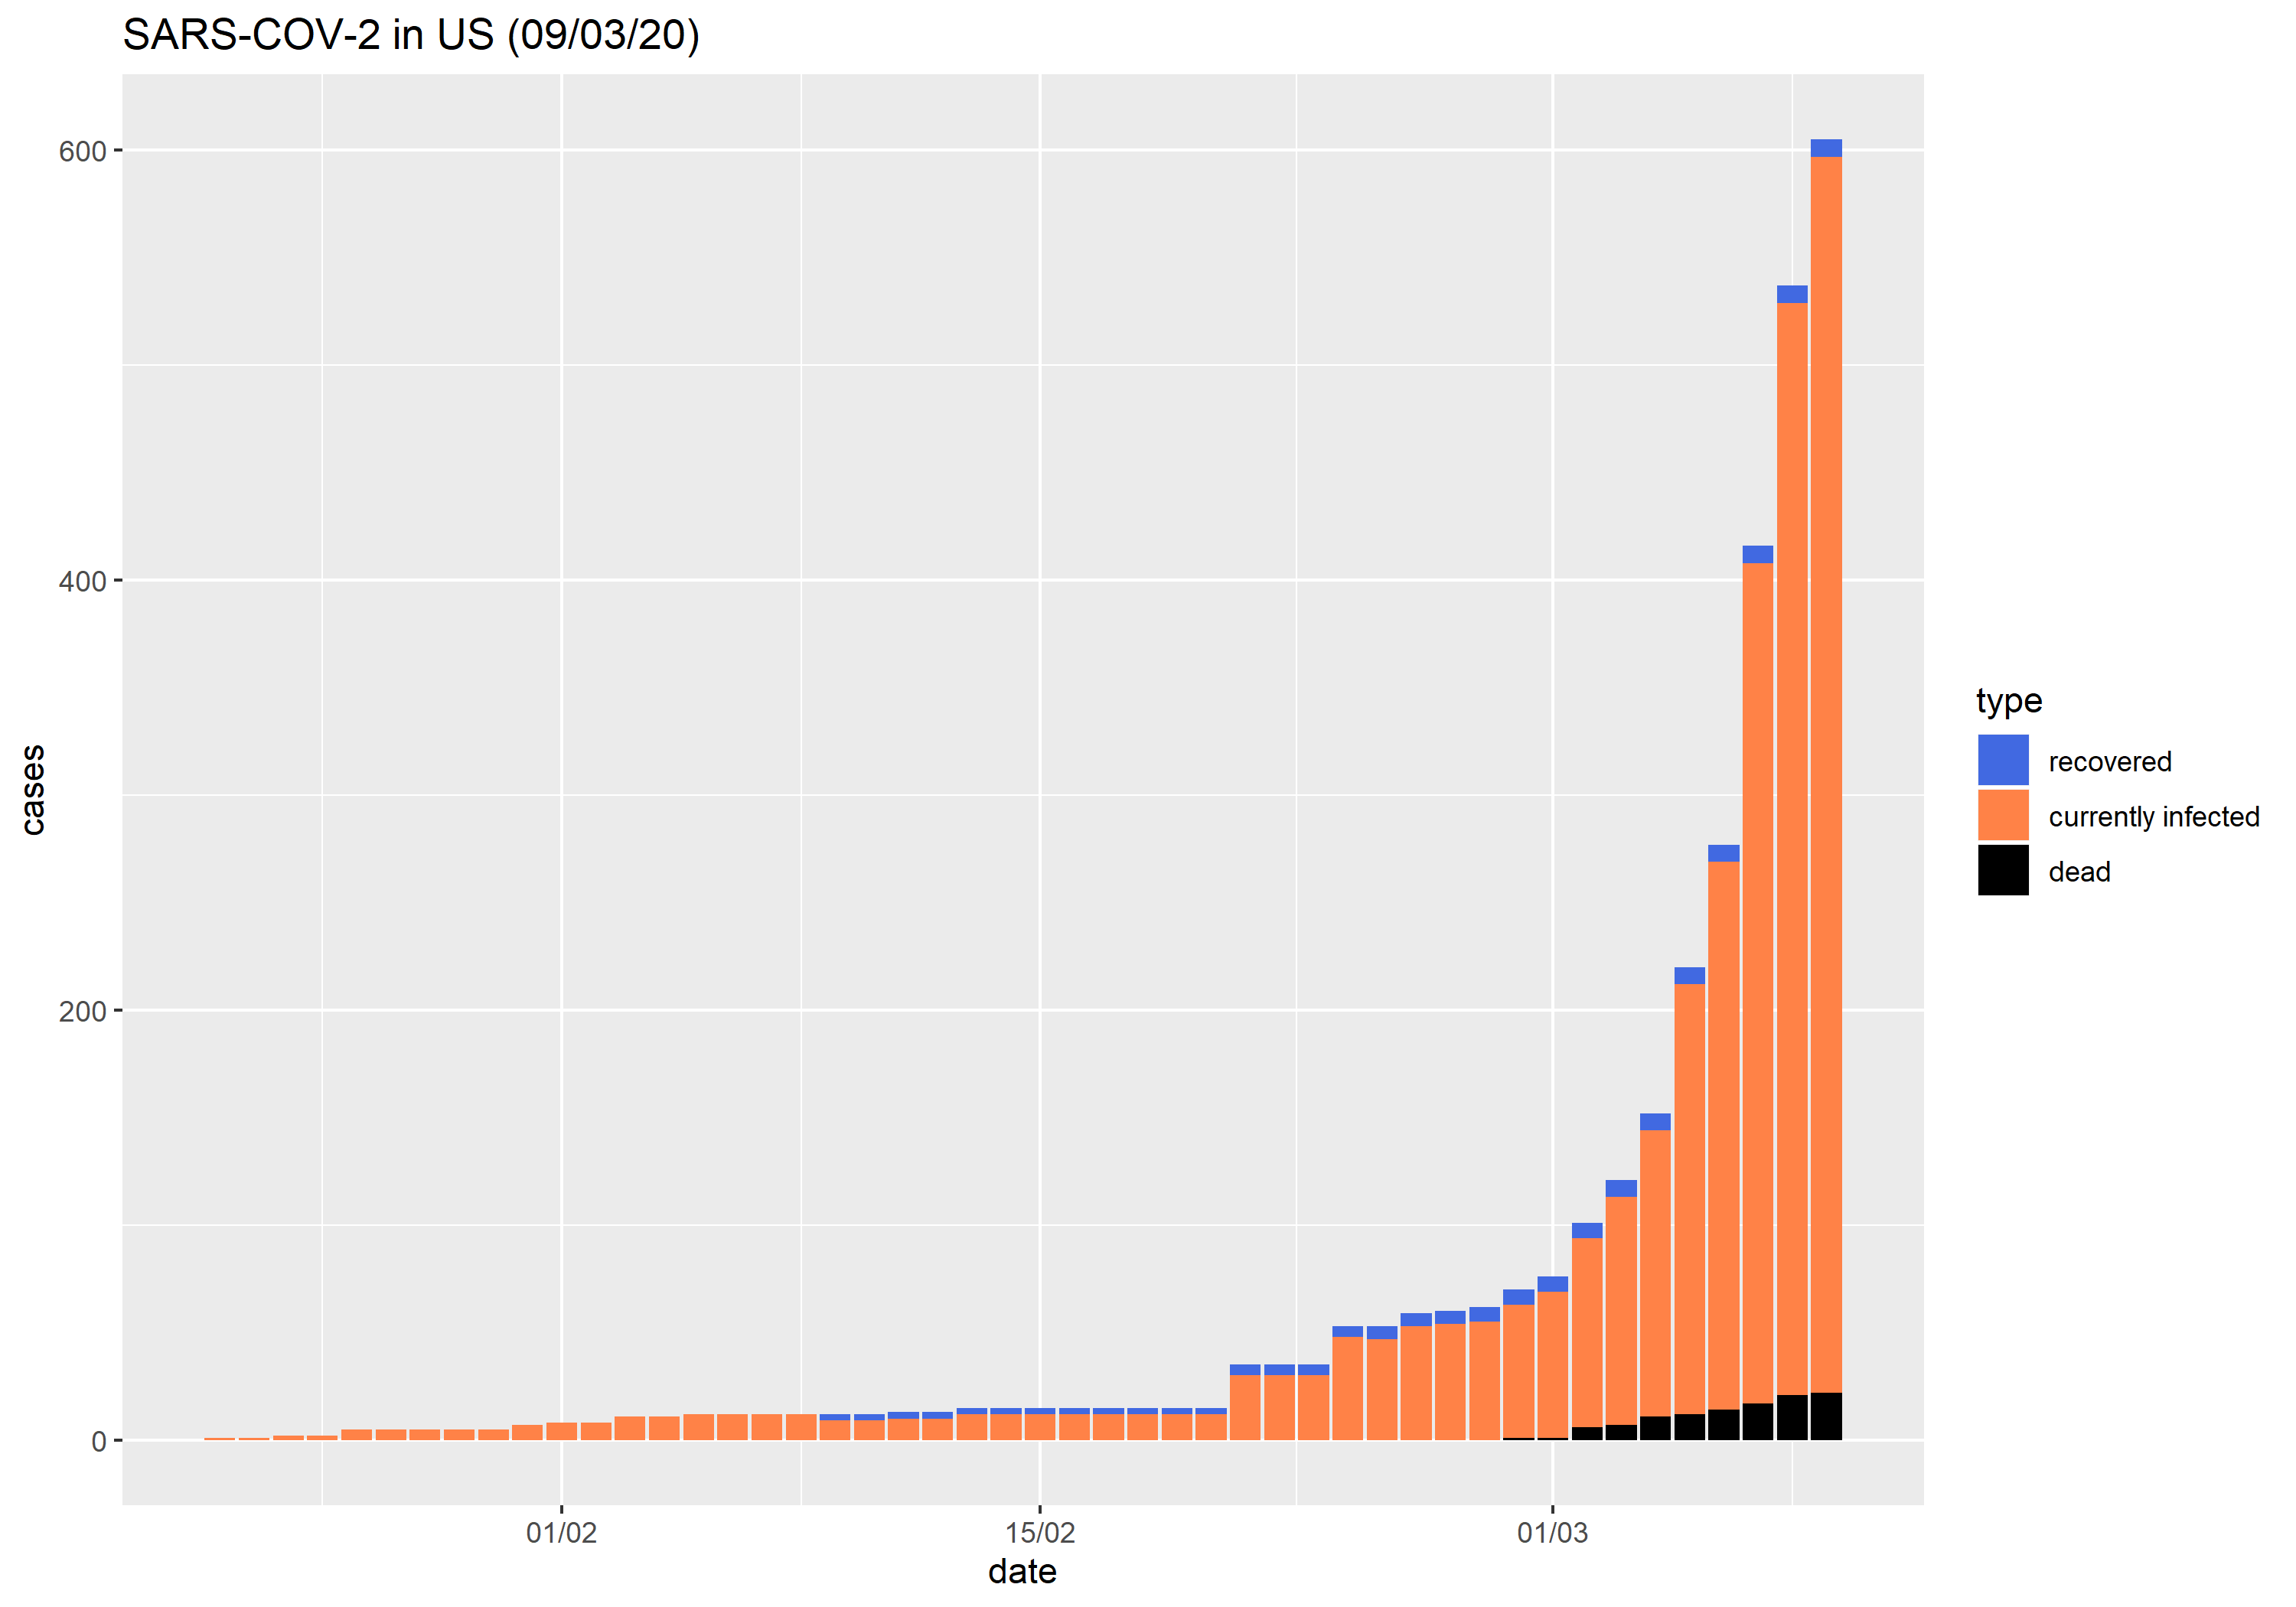 SARS-COV-2 in US (09/03/20)
600
400
200
0
cases
01/02
15/02
01/03
date
type
recovered
currently infected
dead